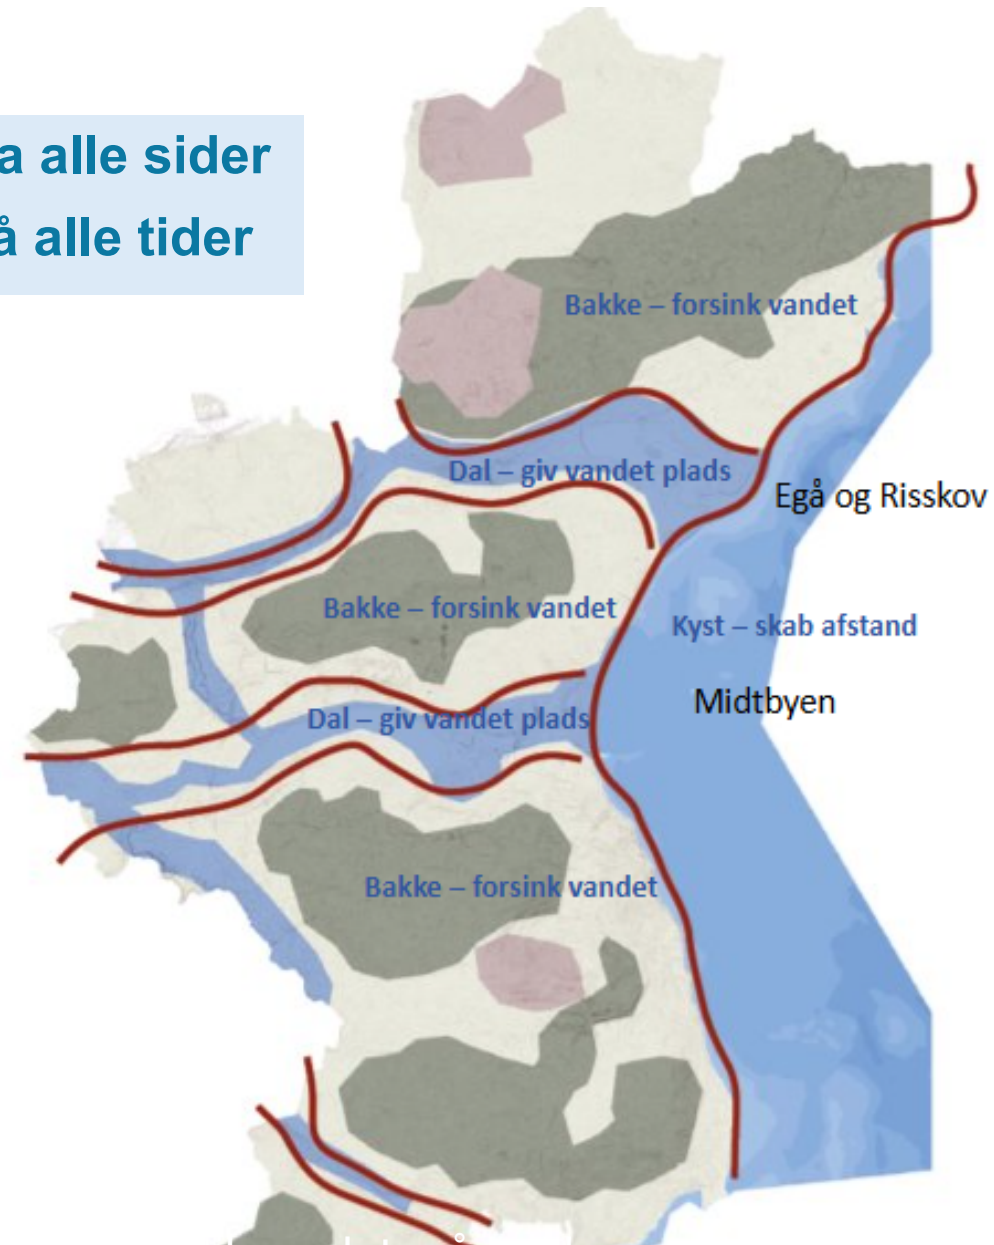 a alle sider
å alle tider
Bakke – forsink vandet
Dal – giv vandet plads
Egå og Risskov
Bakke – forsink vandet
Kyst – skab afstand
Midtbyen
Dal – giv vandet plads
Bakke – forsink vandet